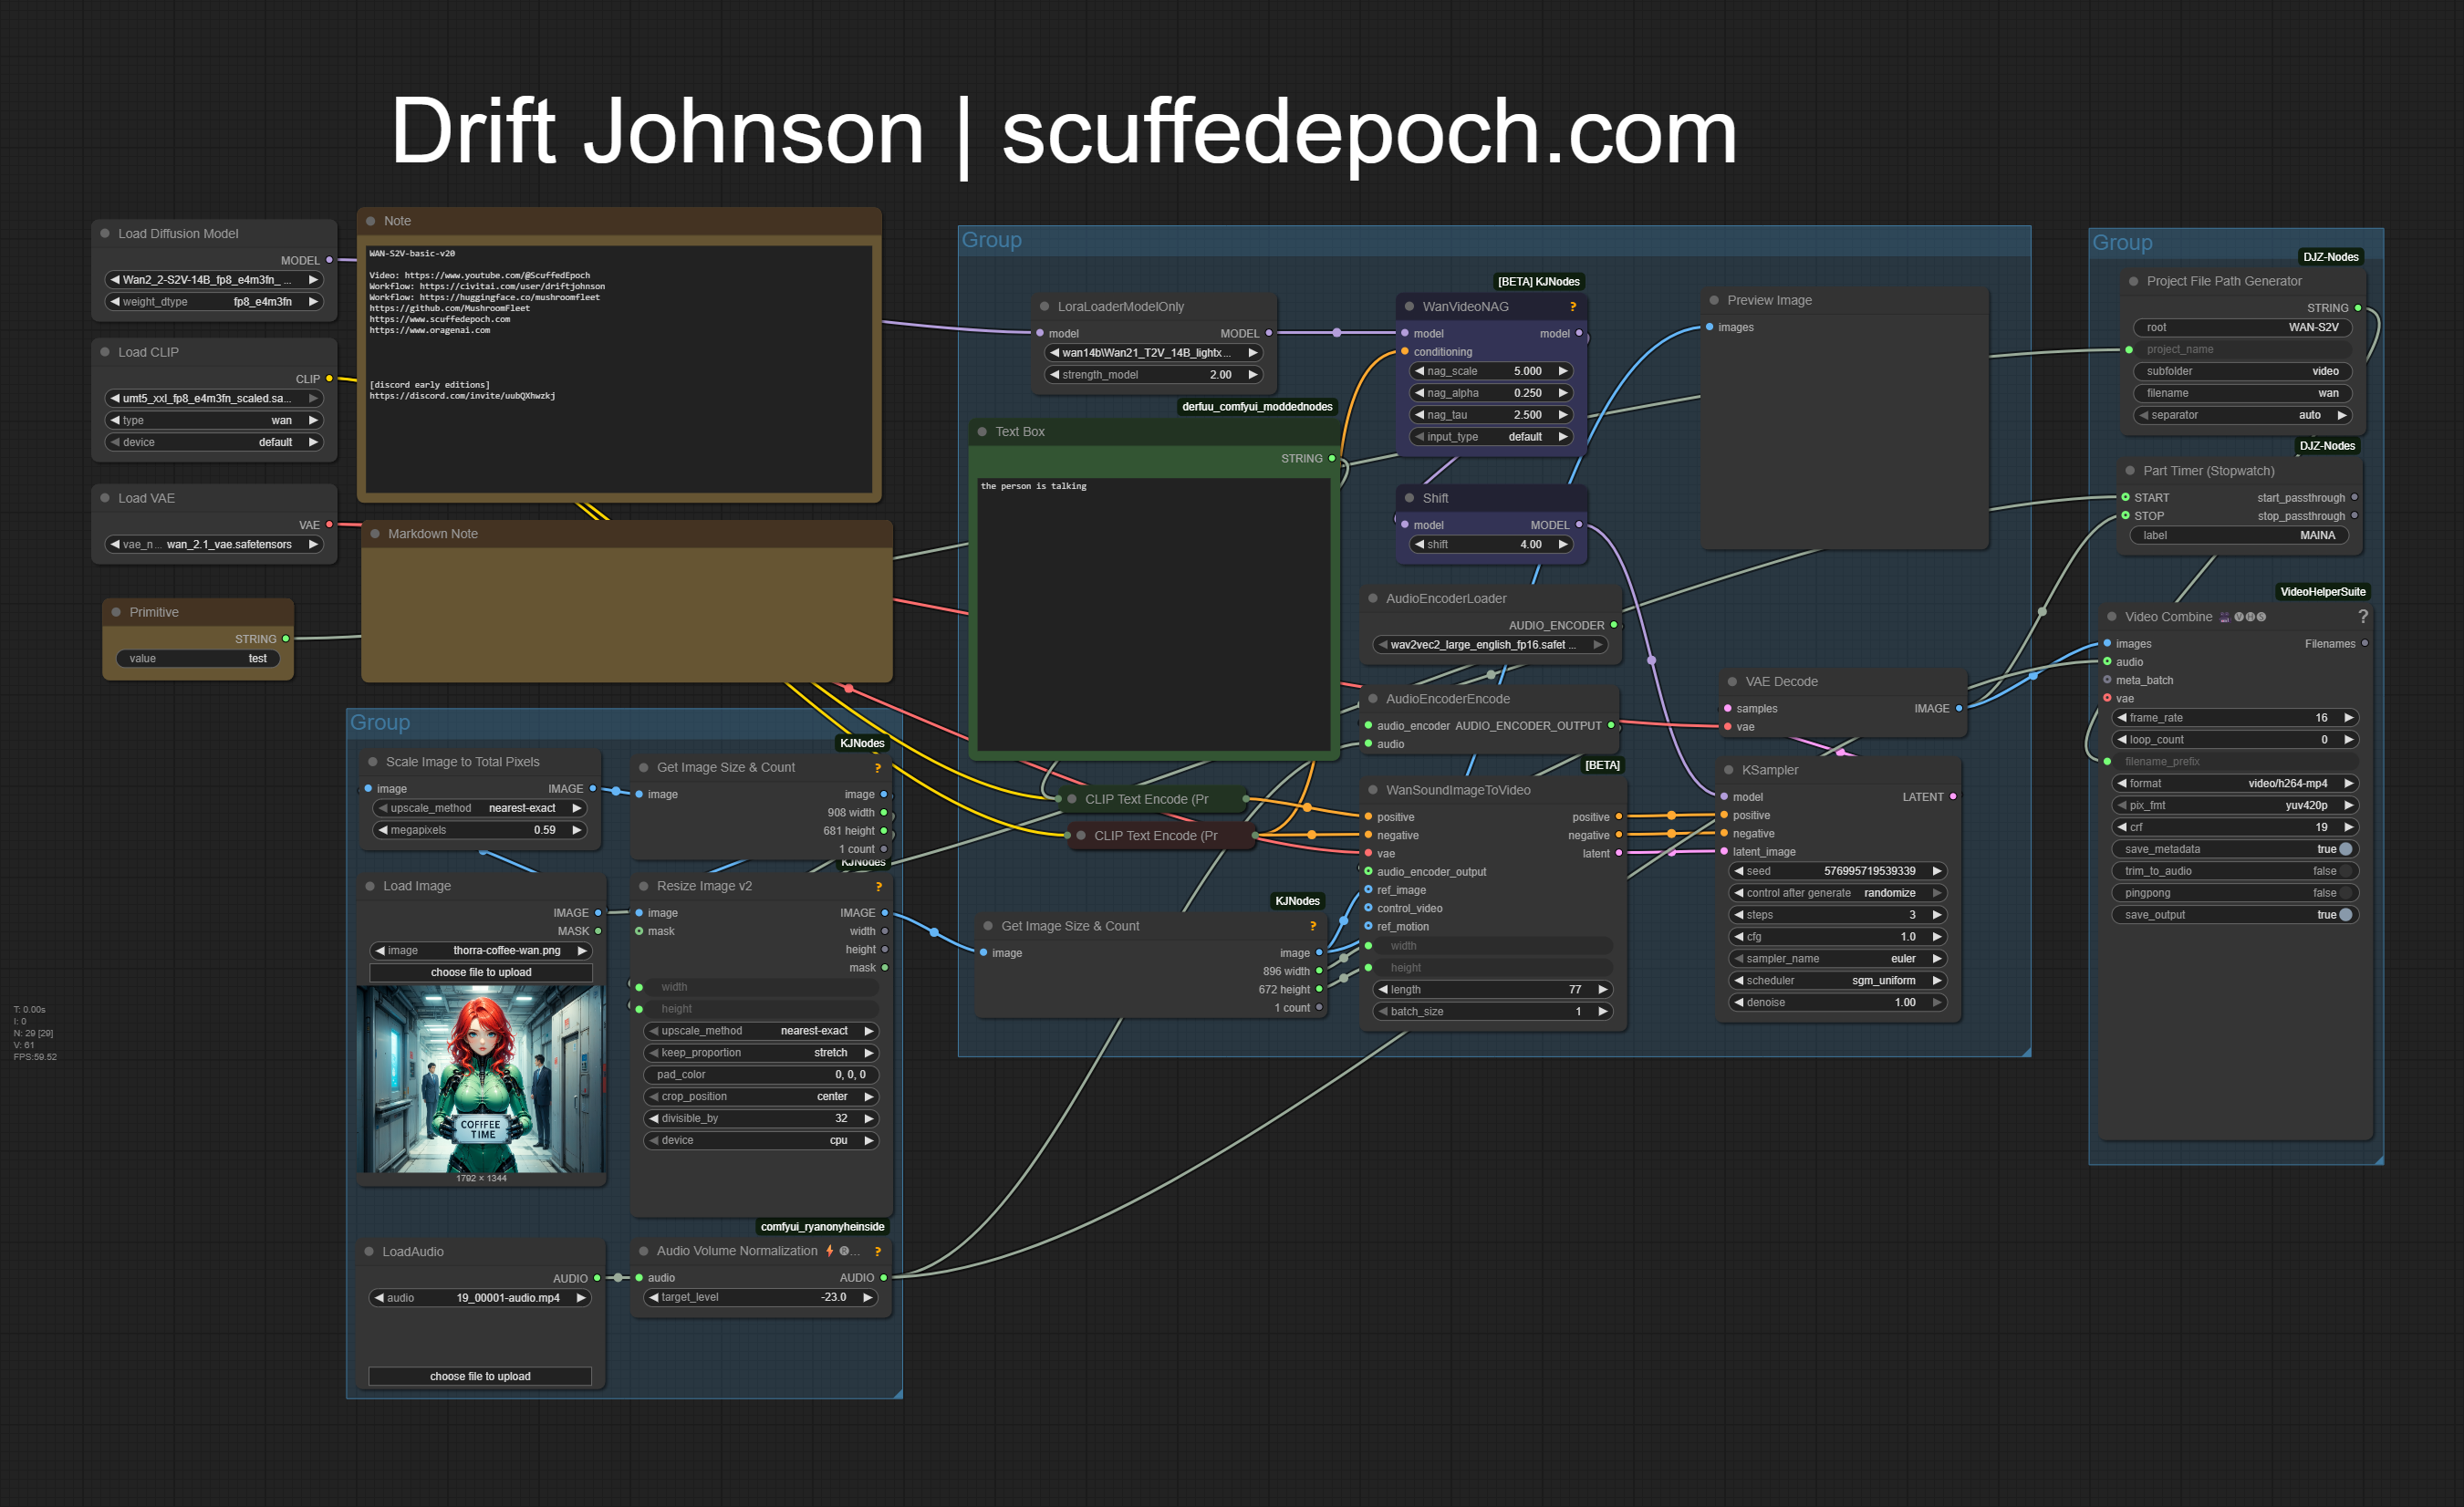 Drift Johnson | scuffedepoch.com
Load Diffusion Model
MODEL
Wan2_2-S2V-14B_fp8_e4m3fn_ ...
weight_dtype fp8_e4m3fn
Load CLIP
CLIP
umt5_xxl_fp8_e4m3fn_scaled.sa...
type wan
device default
Load VAE
VAE
vae_n... wan_2.1_vae.safetensors
Primitive
STRING
value test
Note
WAN-S2V-basic-v20
Video: https://www.youtube.com/@ScuffedEpoch
Workflow: https://civitai.com/user/driftjohnson
Workflow: https://huggingface.co/mushroomfleet
https://github.com/MushroomFleet
https://www.scuffedepoch.com
https://www.oragenai.com
[discord early editions]
https://discord.com/invite/uubQXhwzkj
Markdown Note
Group
KJNodes
Scale Image to Total Pixels
image IMAGE
upscale_method nearest-exact
megapixels 0.59
Get Image Size & Count
image image
908 width
681 height
1 count
KJNodes
Load Image
IMAGE
MASK
image thorra-coffee-wan.png
choose file to upload
COFFFEE
TIME
1792 × 1344
Resize Image v2
image IMAGE
mask width
height
mask
width
height
upscale_method nearest-exact
keep_proportion stretch
pad_color 0, 0, 0
crop_position center
divisible_by 32
device cpu
comfyui_ryanonyheinside
LoadAudio
AUDIO
audio 19_00001-audio.mp4
choose file to upload
Audio Volume Normalization
audio AUDIO
target_level -23.0
Group
LoraLoaderModelOnly
model MODEL
wan14b\Wan21_T2V_14B_lightx...
strength_model 2.00
derfuu_comfyui_moddednodes
Text Box
STRING
the person is talking
CLIP Text Encode (Pr
CLIP Text Encode (Pr
KJNodes
Get Image Size & Count
image image
896 width
672 height
1 count
[BETA] KJNodes
WanVideoNAG
model model
conditioning
nag_scale 5.000
nag_alpha 0.250
nag_tau 2.500
input_type default
Shift
model MODEL
shift 4.00
AudioEncoderLoader
AUDIO_ENCODER
wav2vec2_large_english_fp16.safet ...
AudioEncoderEncode
audio_encoder AUDIO_ENCODER_OUTPUT
audio
[BETA]
WanSoundImageToVideo
positive positive
negative negative
vae latent
audio_encoder_output
ref_image
control_video
ref_motion
width
height
length 77
batch_size 1
Preview Image
images
VAE Decode
samples IMAGE
vae
KSampler
model LATENT
positive
negative
latent_image
seed 576995719539339
control after generate randomize
steps 3
cfg 1.0
sampler_name euler
scheduler sgm_uniform
denoise 1.00
Group
DJZ-Nodes
Project File Path Generator
STRING
root WAN-S2V
project_name
subfolder video
filename wan
separator auto
DJZ-Nodes
Part Timer (Stopwatch)
START start_passthrough
STOP stop_passthrough
label MAINA
VideoHelperSuite
Video Combine VHS ?
images Filenames
audio
meta_batch
vae
frame_rate 16
loop_count 0
filename_prefix
format video/h264-mp4
pix_fmt yuv420p
crf 19
save_metadata true
trim_to_audio false
pingpong false
save_output true
T: 0.00s
I: 0
N: 29 [29]
V: 61
FPS:59.52